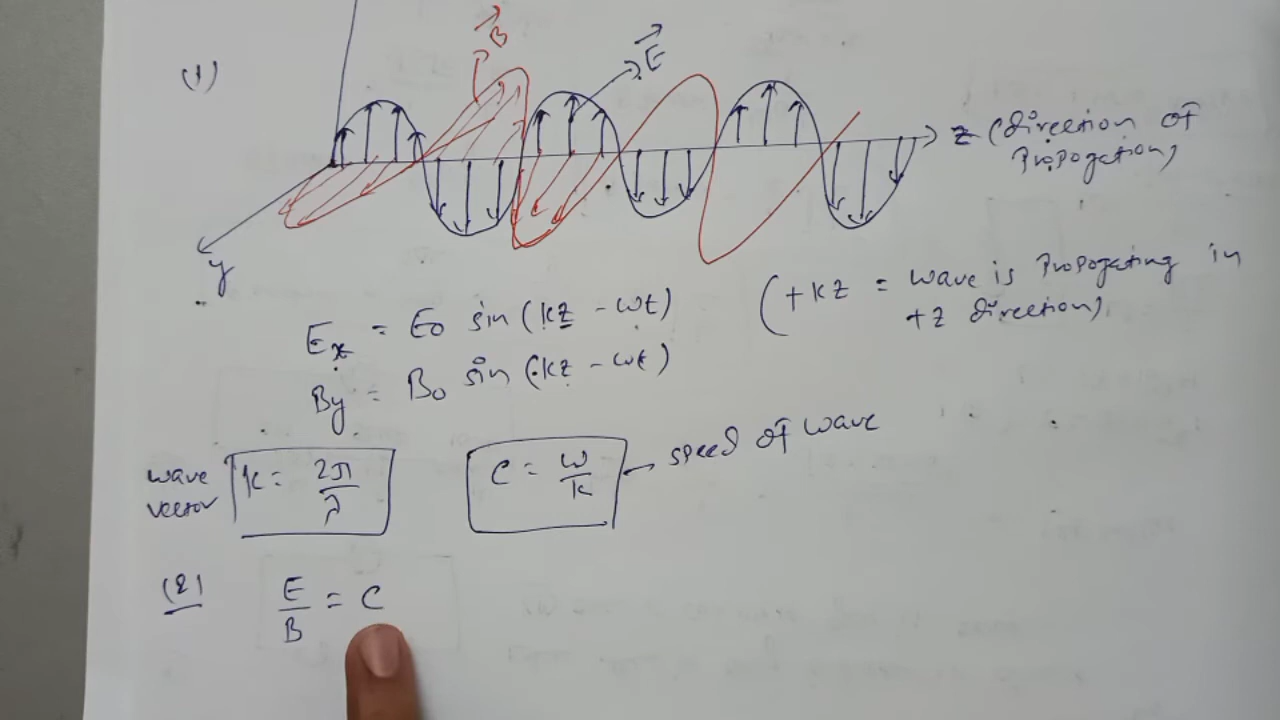 (1)
B
E
z (direction of
Propogation)
y
Ex = E0 sin(kz - ωt)
(+kz = wave is Propogating in
+z direction)
By = B0 sin(kz - ωt)
wave
vector
k = 2π/λ
c = ω/k
speed of wave
(2)
E/B = c